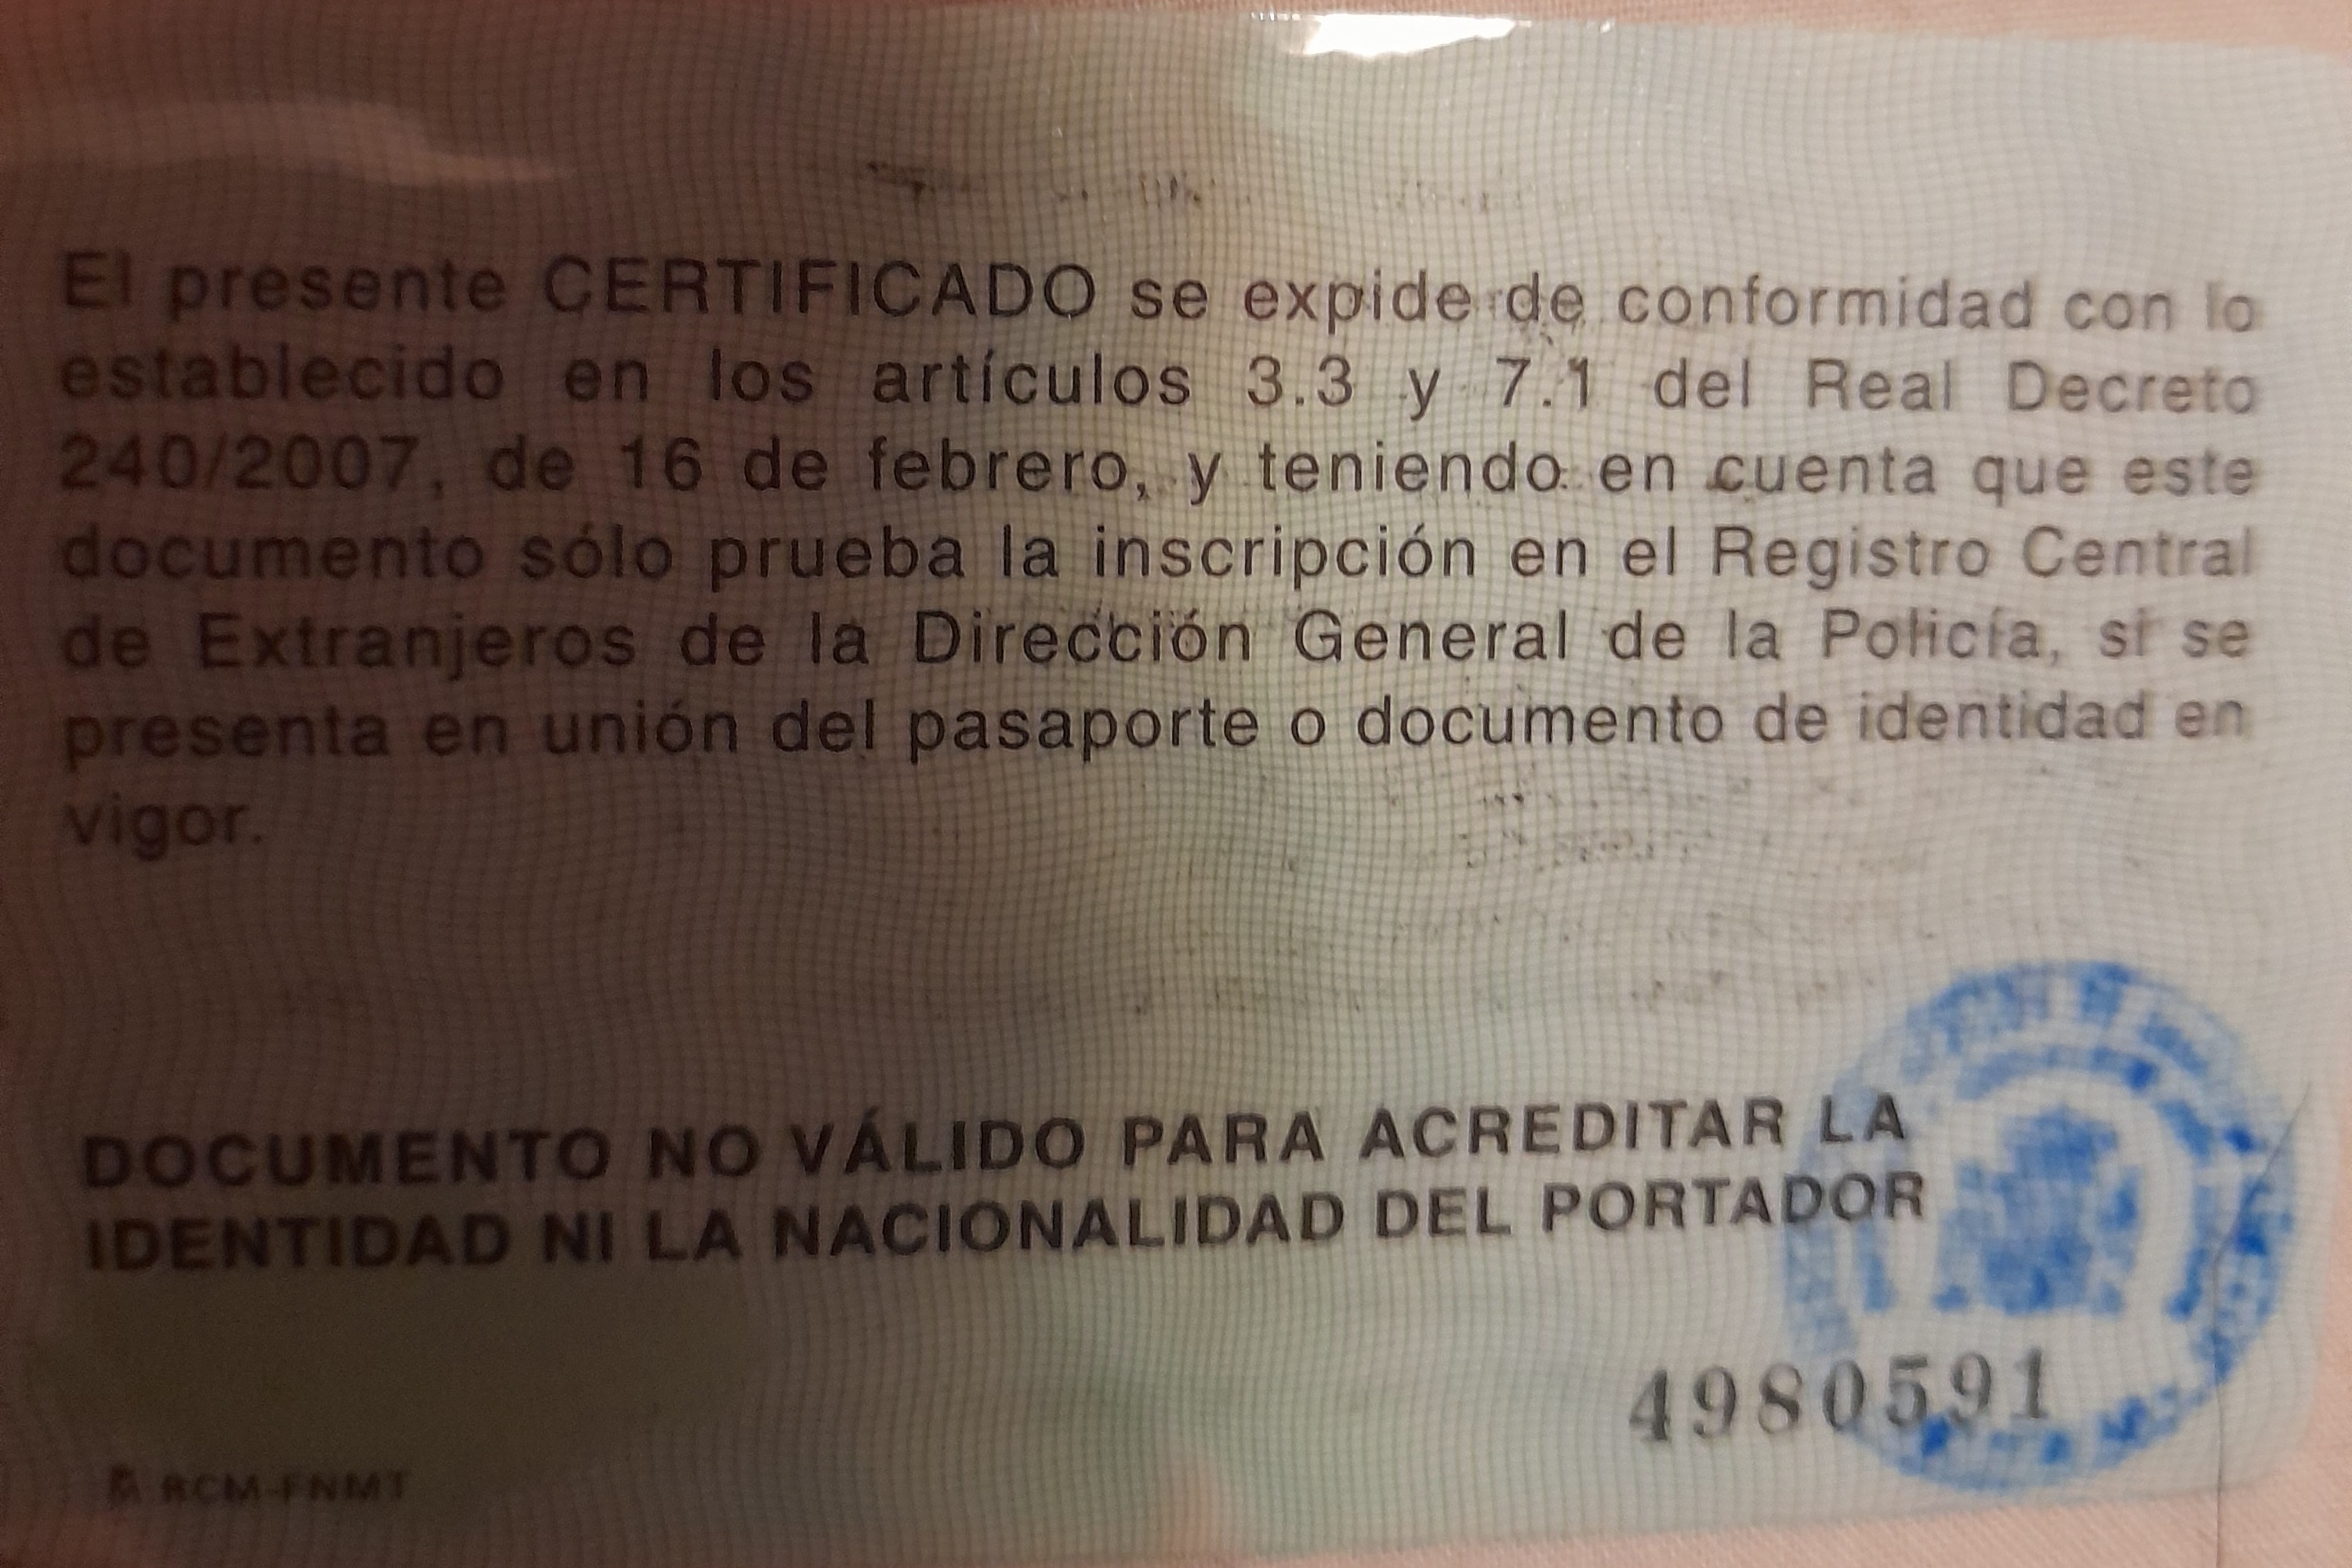 El presente CERTIFICADO se expide de conformidad con lo
establecido en los artículos 3.3 y 7.1 del Real Decreto
240/2007, de 16 de febrero, y teniendo en cuenta que este
documento sólo prueba la inscripción en el Registro Central
de Extranjeros de la Dirección General de la Policía, si se
presenta en unión del pasaporte o documento de identidad en
vigor.
DOCUMENTO NO VÁLIDO PARA ACREDITAR LA
IDENTIDAD NI LA NACIONALIDAD DEL PORTADOR
4980591
RCM-FNMT